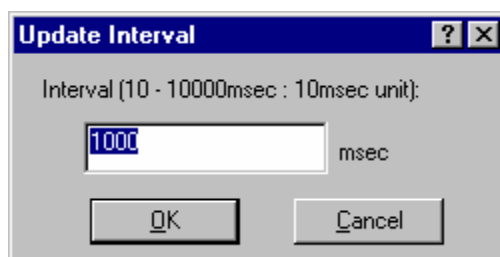 Update Interval
Interval (10 - 10000msec : 10msec unit):
1000 msec
OK Cancel